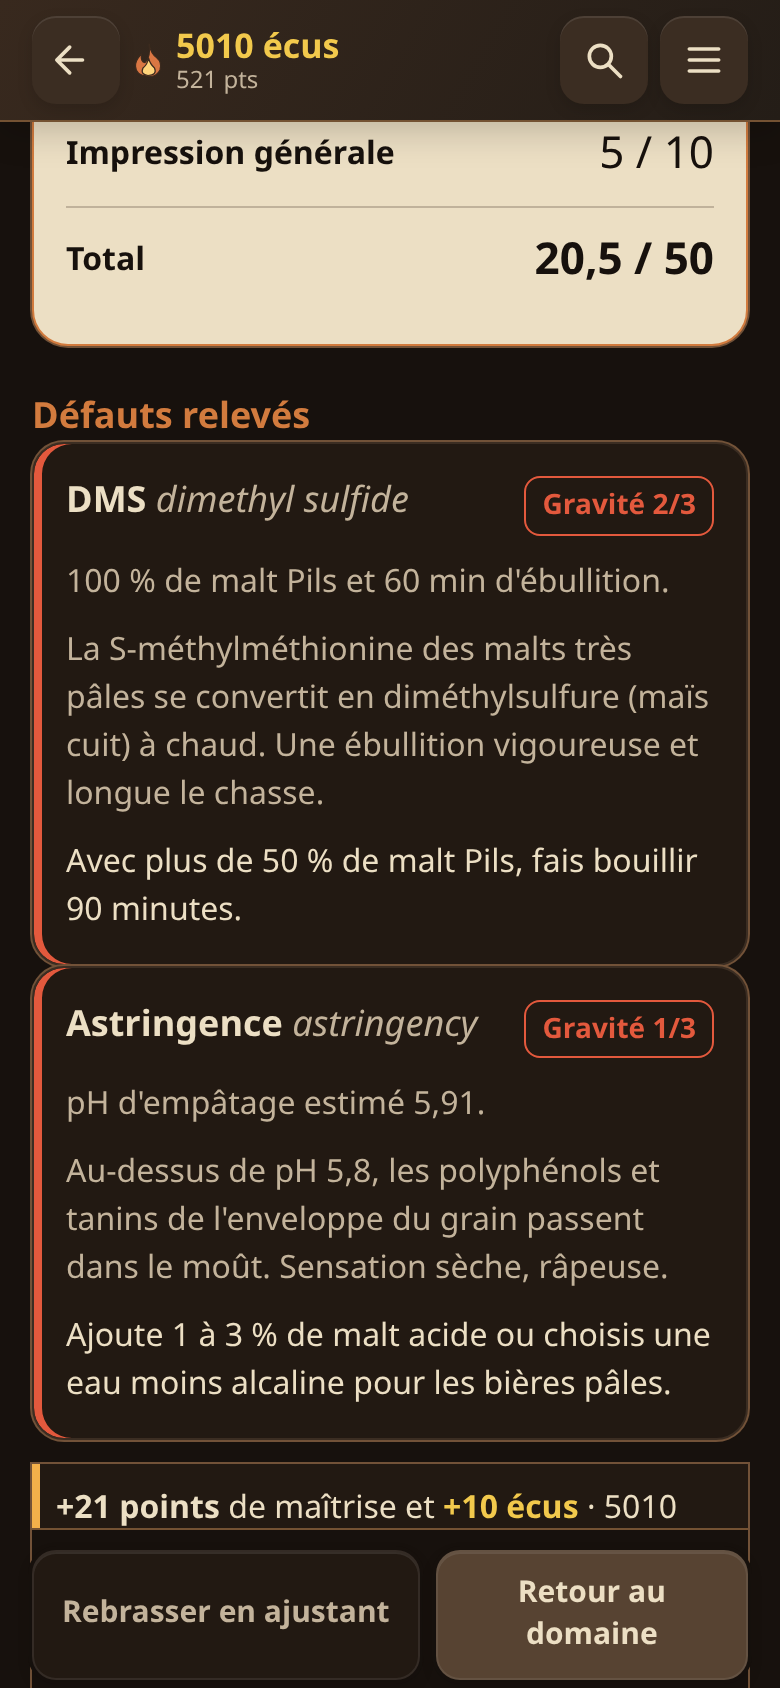 5010 écus
521 pts
Impression générale 5 / 10
Total 20,5 / 50
Défauts relevés
DMS dimethyl sulfide Gravité 2/3
100 % de malt Pils et 60 min d'ébullition.
La S-méthylméthionine des malts très
pâles se convertit en diméthylsulfure (maïs
cuit) à chaud. Une ébullition vigoureuse et
longue le chasse.
Avec plus de 50 % de malt Pils, fais bouillir
90 minutes.
Astringence astringency Gravité 1/3
pH d'empâtage estimé 5,91.
Au-dessus de pH 5,8, les polyphénols et
tanins de l'enveloppe du grain passent
dans le moût. Sensation sèche, râpeuse.
Ajoute 1 à 3 % de malt acide ou choisis une
eau moins alcaline pour les bières pâles.
+21 points de maîtrise et +10 écus · 5010
Rebrasser en ajustant
Retour au
domaine